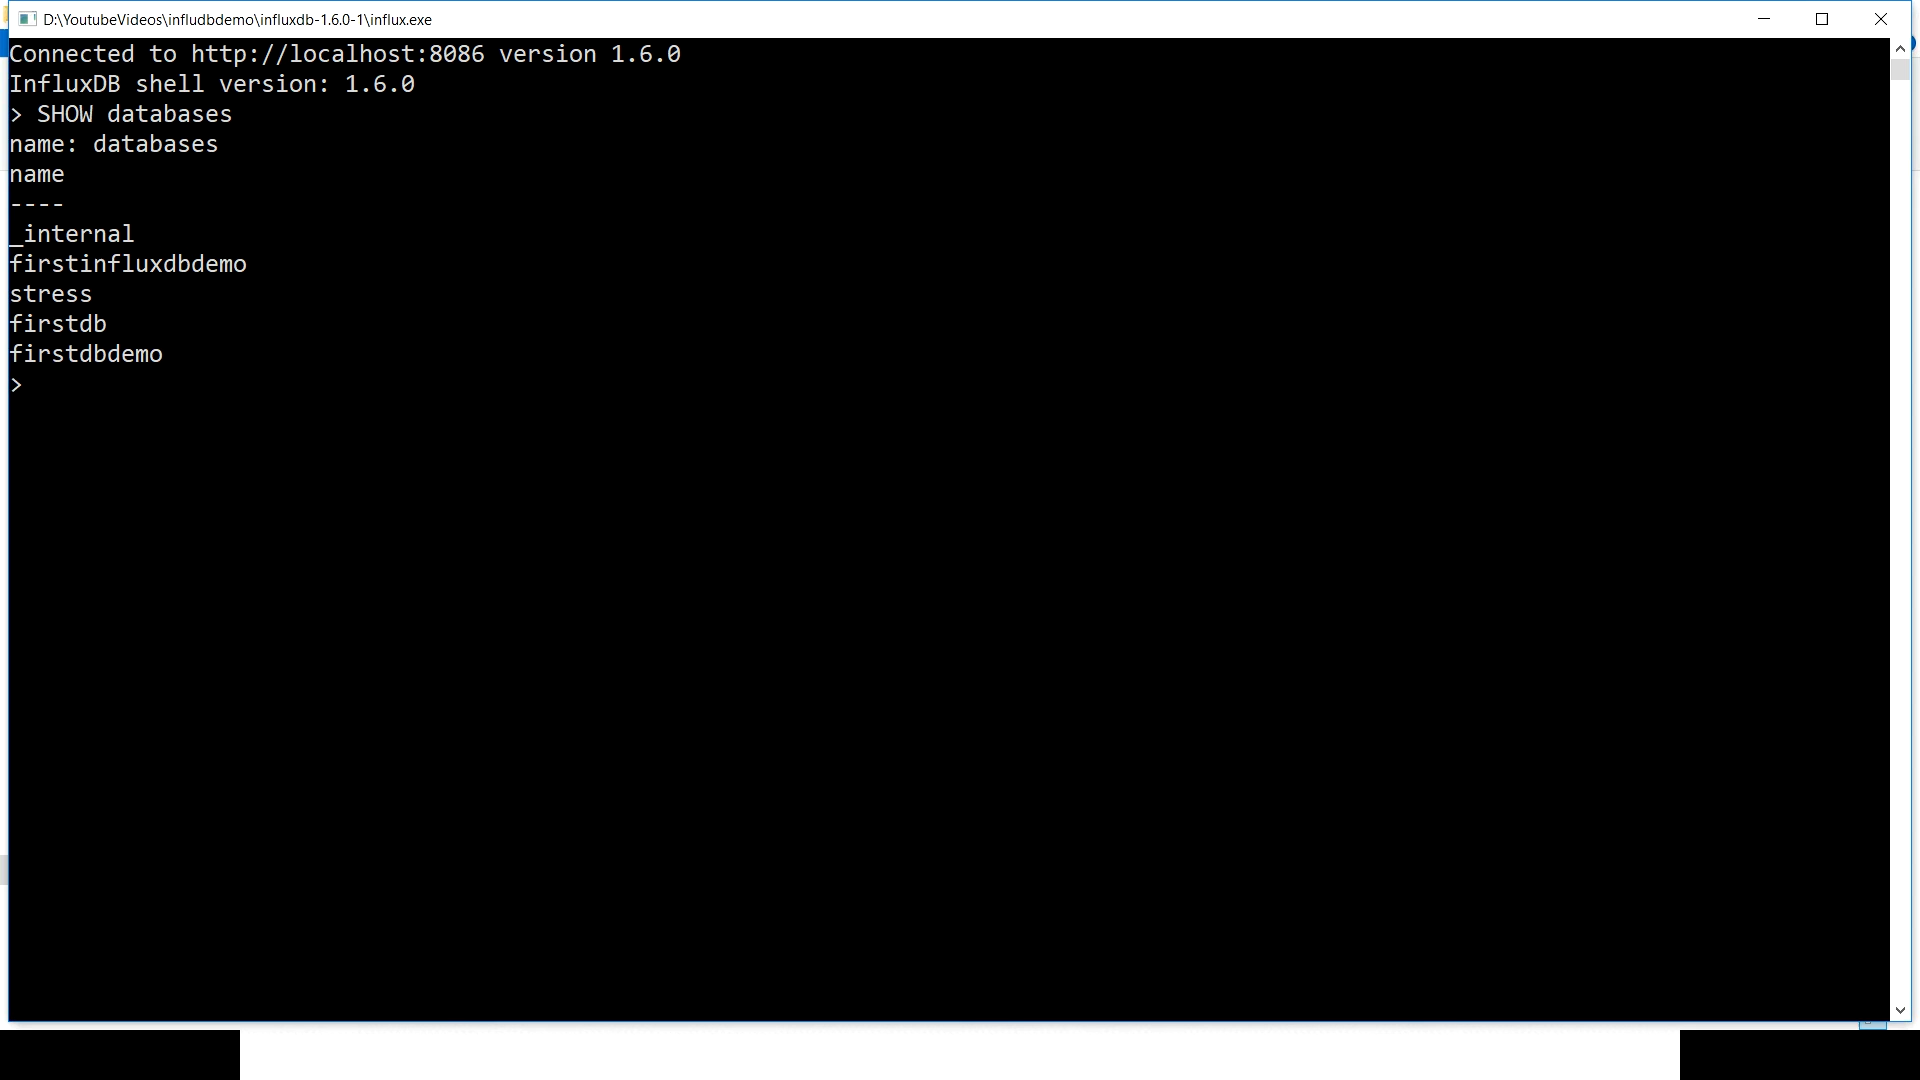 D:\YoutubeVideos\infludbdemo\influxdb-1.6.0-1\influx.exe
Connected to http://localhost:8086 version 1.6.0
InfluxDB shell version: 1.6.0
> SHOW databases
name: databases
name
----
_internal
firstinfluxdbdemo
stress
firstdb
firstdbdemo
>